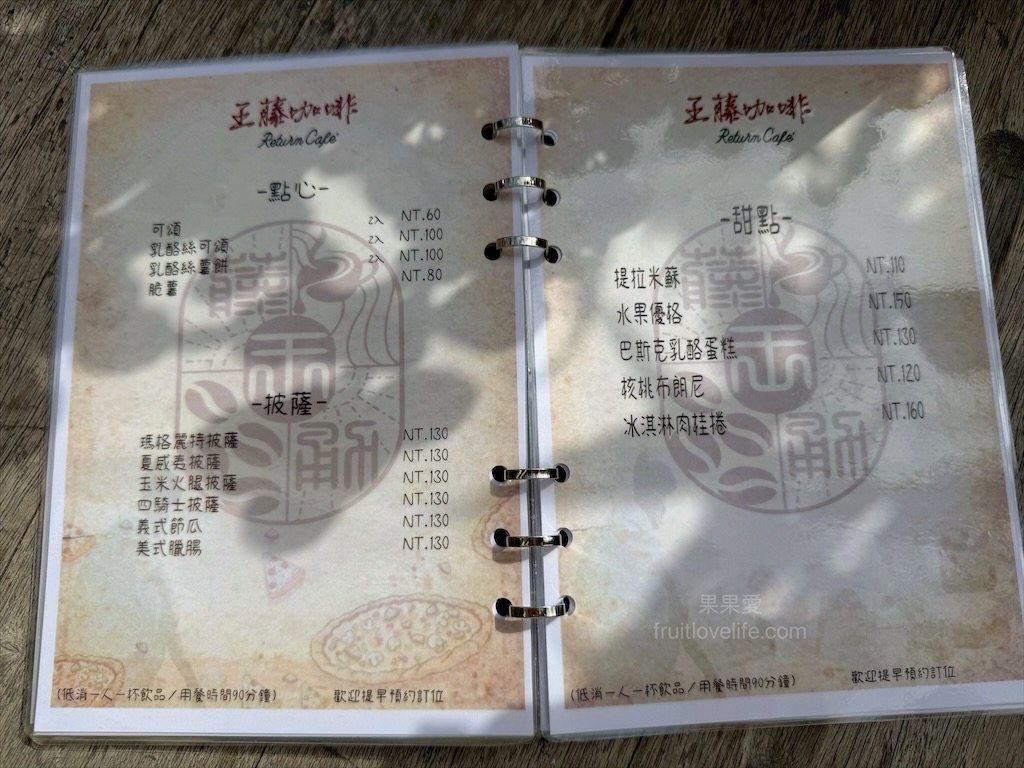 玉藤咖啡
Return Cafe
-點心-
可頌 2入 NT.60
乳酪絲可頌 2入 NT.100
乳酪絲薯餅 2入 NT.100
脆薯 NT.80
-披薩-
瑪格麗特披薩 NT.130
夏威夷披薩 NT.130
玉米火腿披薩 NT.130
四騎士披薩 NT.130
義式節瓜 NT.130
美式臘腸 NT.130
(低消一人一杯飲品/用餐時間90分鐘) 歡迎提早預約訂位
玉藤咖啡
Return Cafe
-甜點-
提拉米蘇 NT.110
水果優格 NT.150
巴斯克乳酪蛋糕 NT.130
核桃布朗尼 NT.120
冰淇淋肉桂捲 NT.160
果果愛
fruitlovelife.com
(低消一人一杯飲品/用餐時間90分鐘) 歡迎提早預約訂位